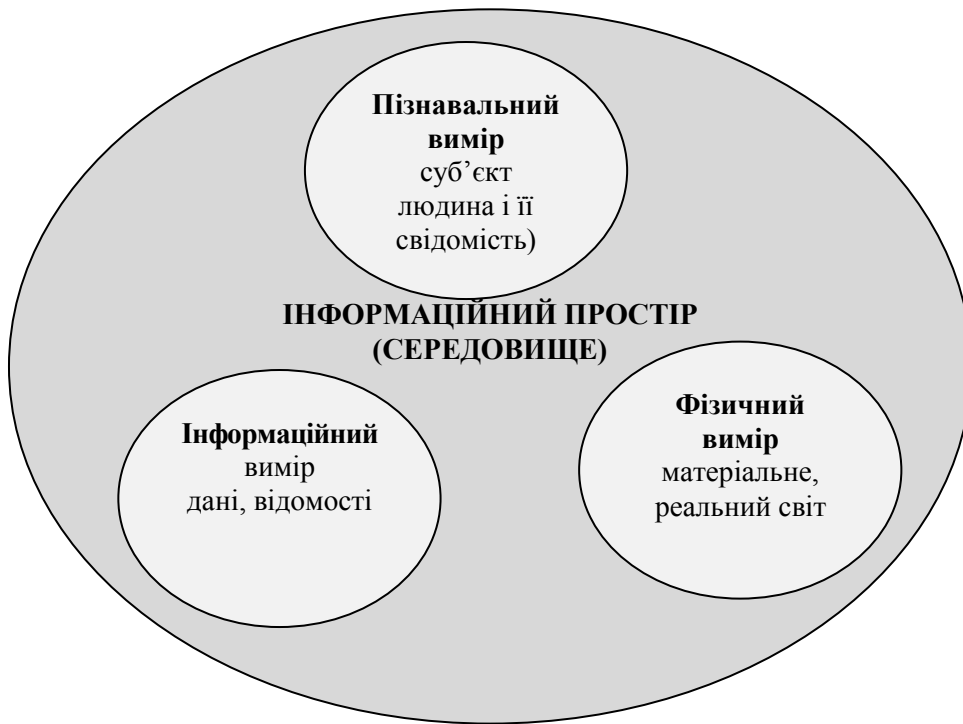 Пізнавальний
вимір
суб’єкт
людина і її
свідомість)
ІНФОРМАЦІЙНИЙ ПРОСТІР
(СЕРЕДОВИЩЕ)
Інформаційний
вимір
дані, відомості
Фізичний
вимір
матеріальне,
реальний світ